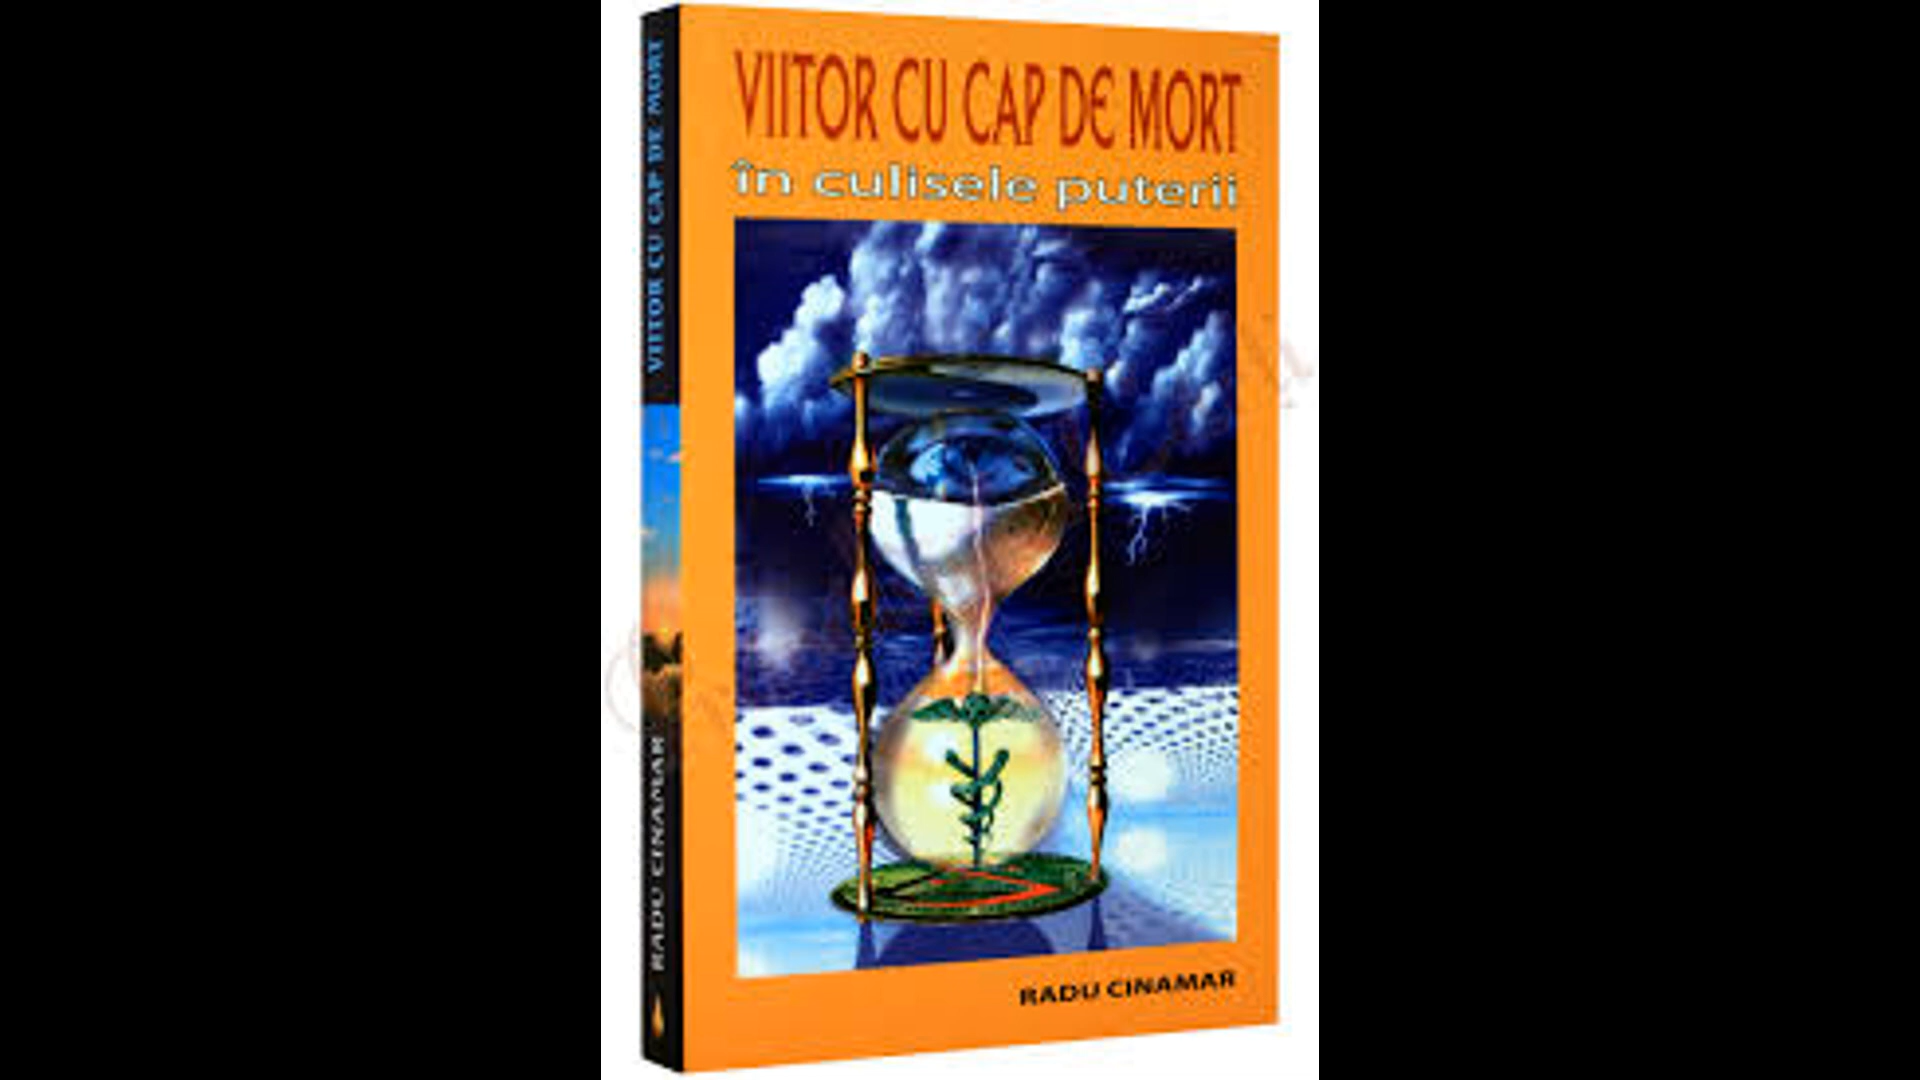 VIITOR CU CAP DE MORT
în culisele puterii
RADU CINAMAR
VIITOR CU CAP DE MORT
RADU CINAMAR